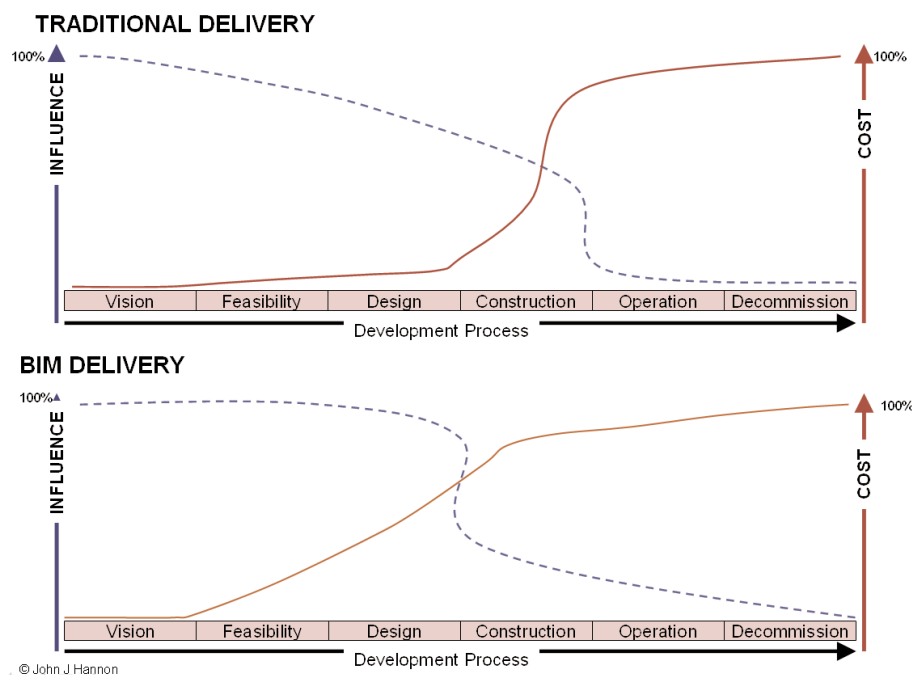 TRADITIONAL DELIVERY
100%
100%
INFLUENCE
COST
Vision Feasibility Design Construction Operation Decommission
Development Process
BIM DELIVERY
100%
100%
INFLUENCE
COST
Vision Feasibility Design Construction Operation Decommission
Development Process
© John J Hannon